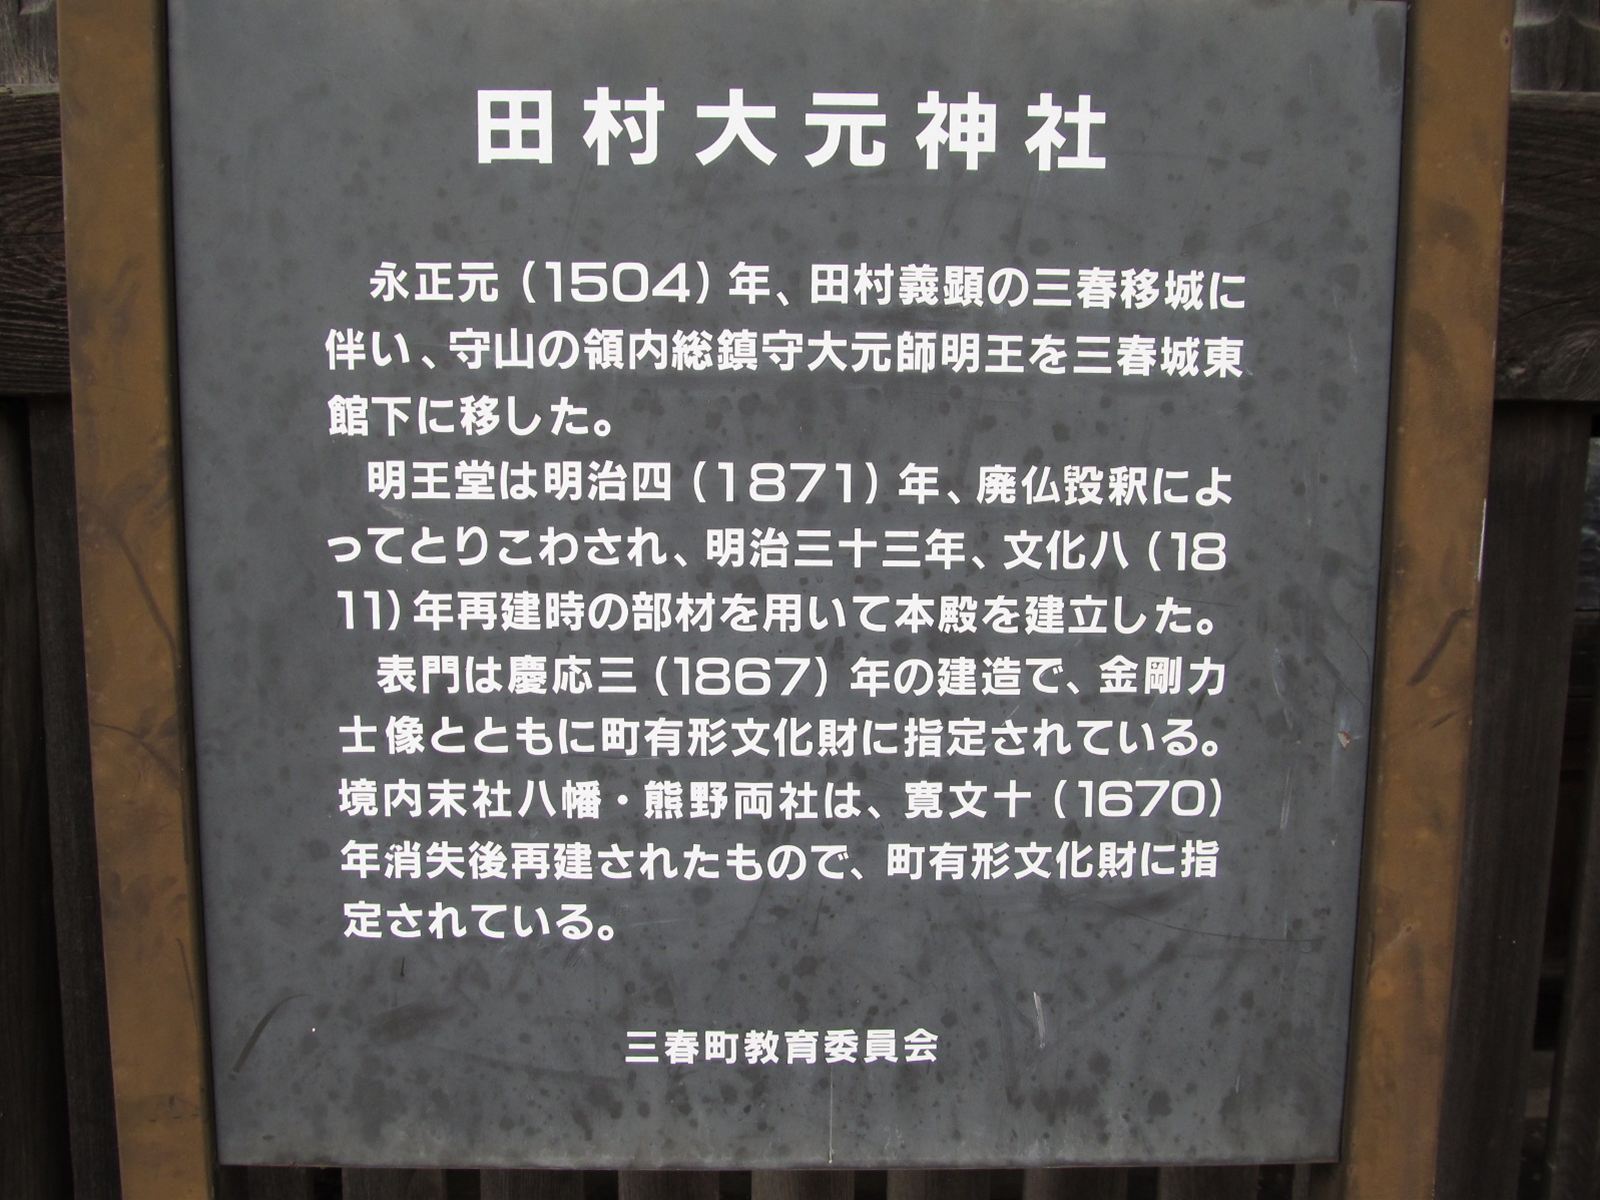 田村大元神社
永正元（1504）年、田村義顕の三春移城に
伴い、守山の領内総鎮守大元師明王を三春城東
館下に移した。
明王堂は明治四（1871）年、廃仏毀釈によ
ってとりこわされ、明治三十三年、文化八（18
11）年再建時の部材を用いて本殿を建立した。
表門は慶応三（1867）年の建造で、金剛力
士像とともに町有形文化財に指定されている。
境内末社八幡・熊野両社は、寛文十（1670）
年消失後再建されたもので、町有形文化財に指
定されている。
三春町教育委員会